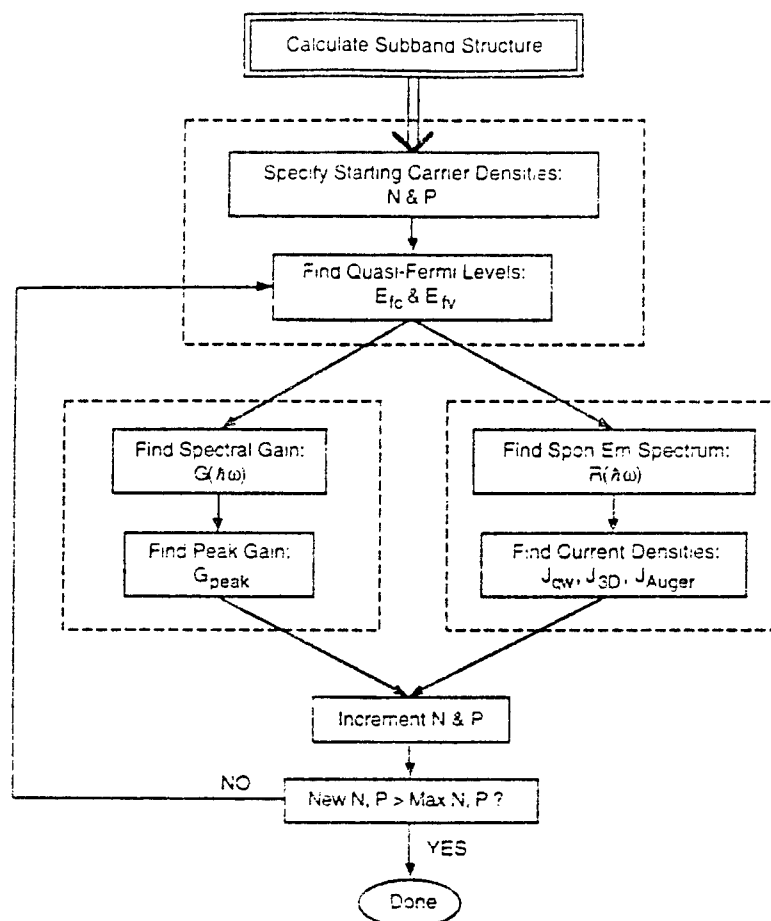 Calculate Subband Structure
Specify Starting Carrier Densities:
N & P
Find Quasi-Fermi Levels:
E_fc & E_fv
Find Spectral Gain:
G(ℏω)
Find Peak Gain:
G_peak
Find Spon Em Spectrum:
R(ℏω)
Find Current Densities:
J_qw, J_3D, J_Auger
Increment N & P
NO
New N, P > Max N, P ?
YES
Done